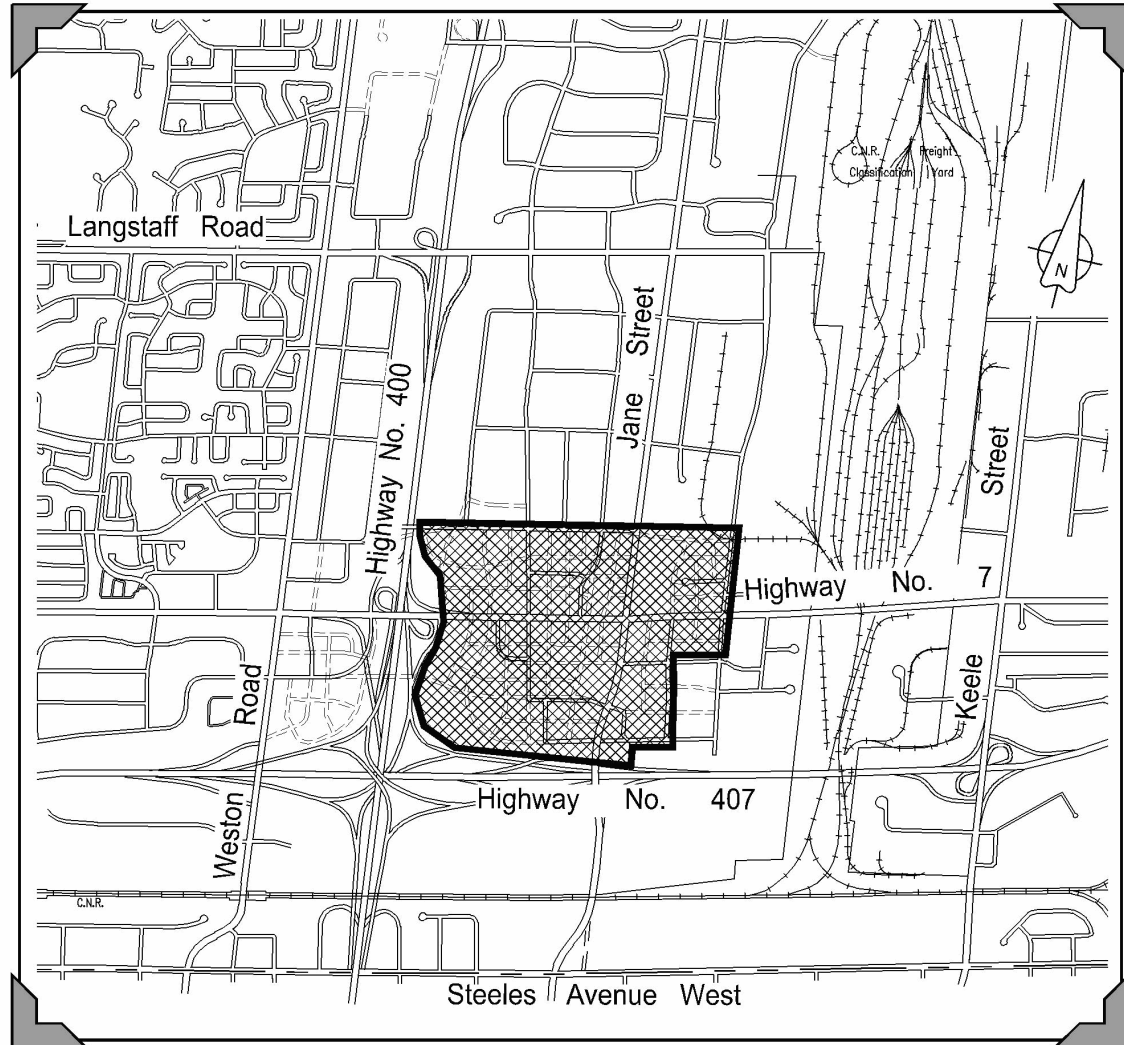 C.N.R. Freight
Classification Yard
Langstaff Road
N
Jane Street
Highway No. 400
Street
Highway No. 7
Keele
Road
Highway No. 407
Weston
C.N.R.
Steeles Avenue West